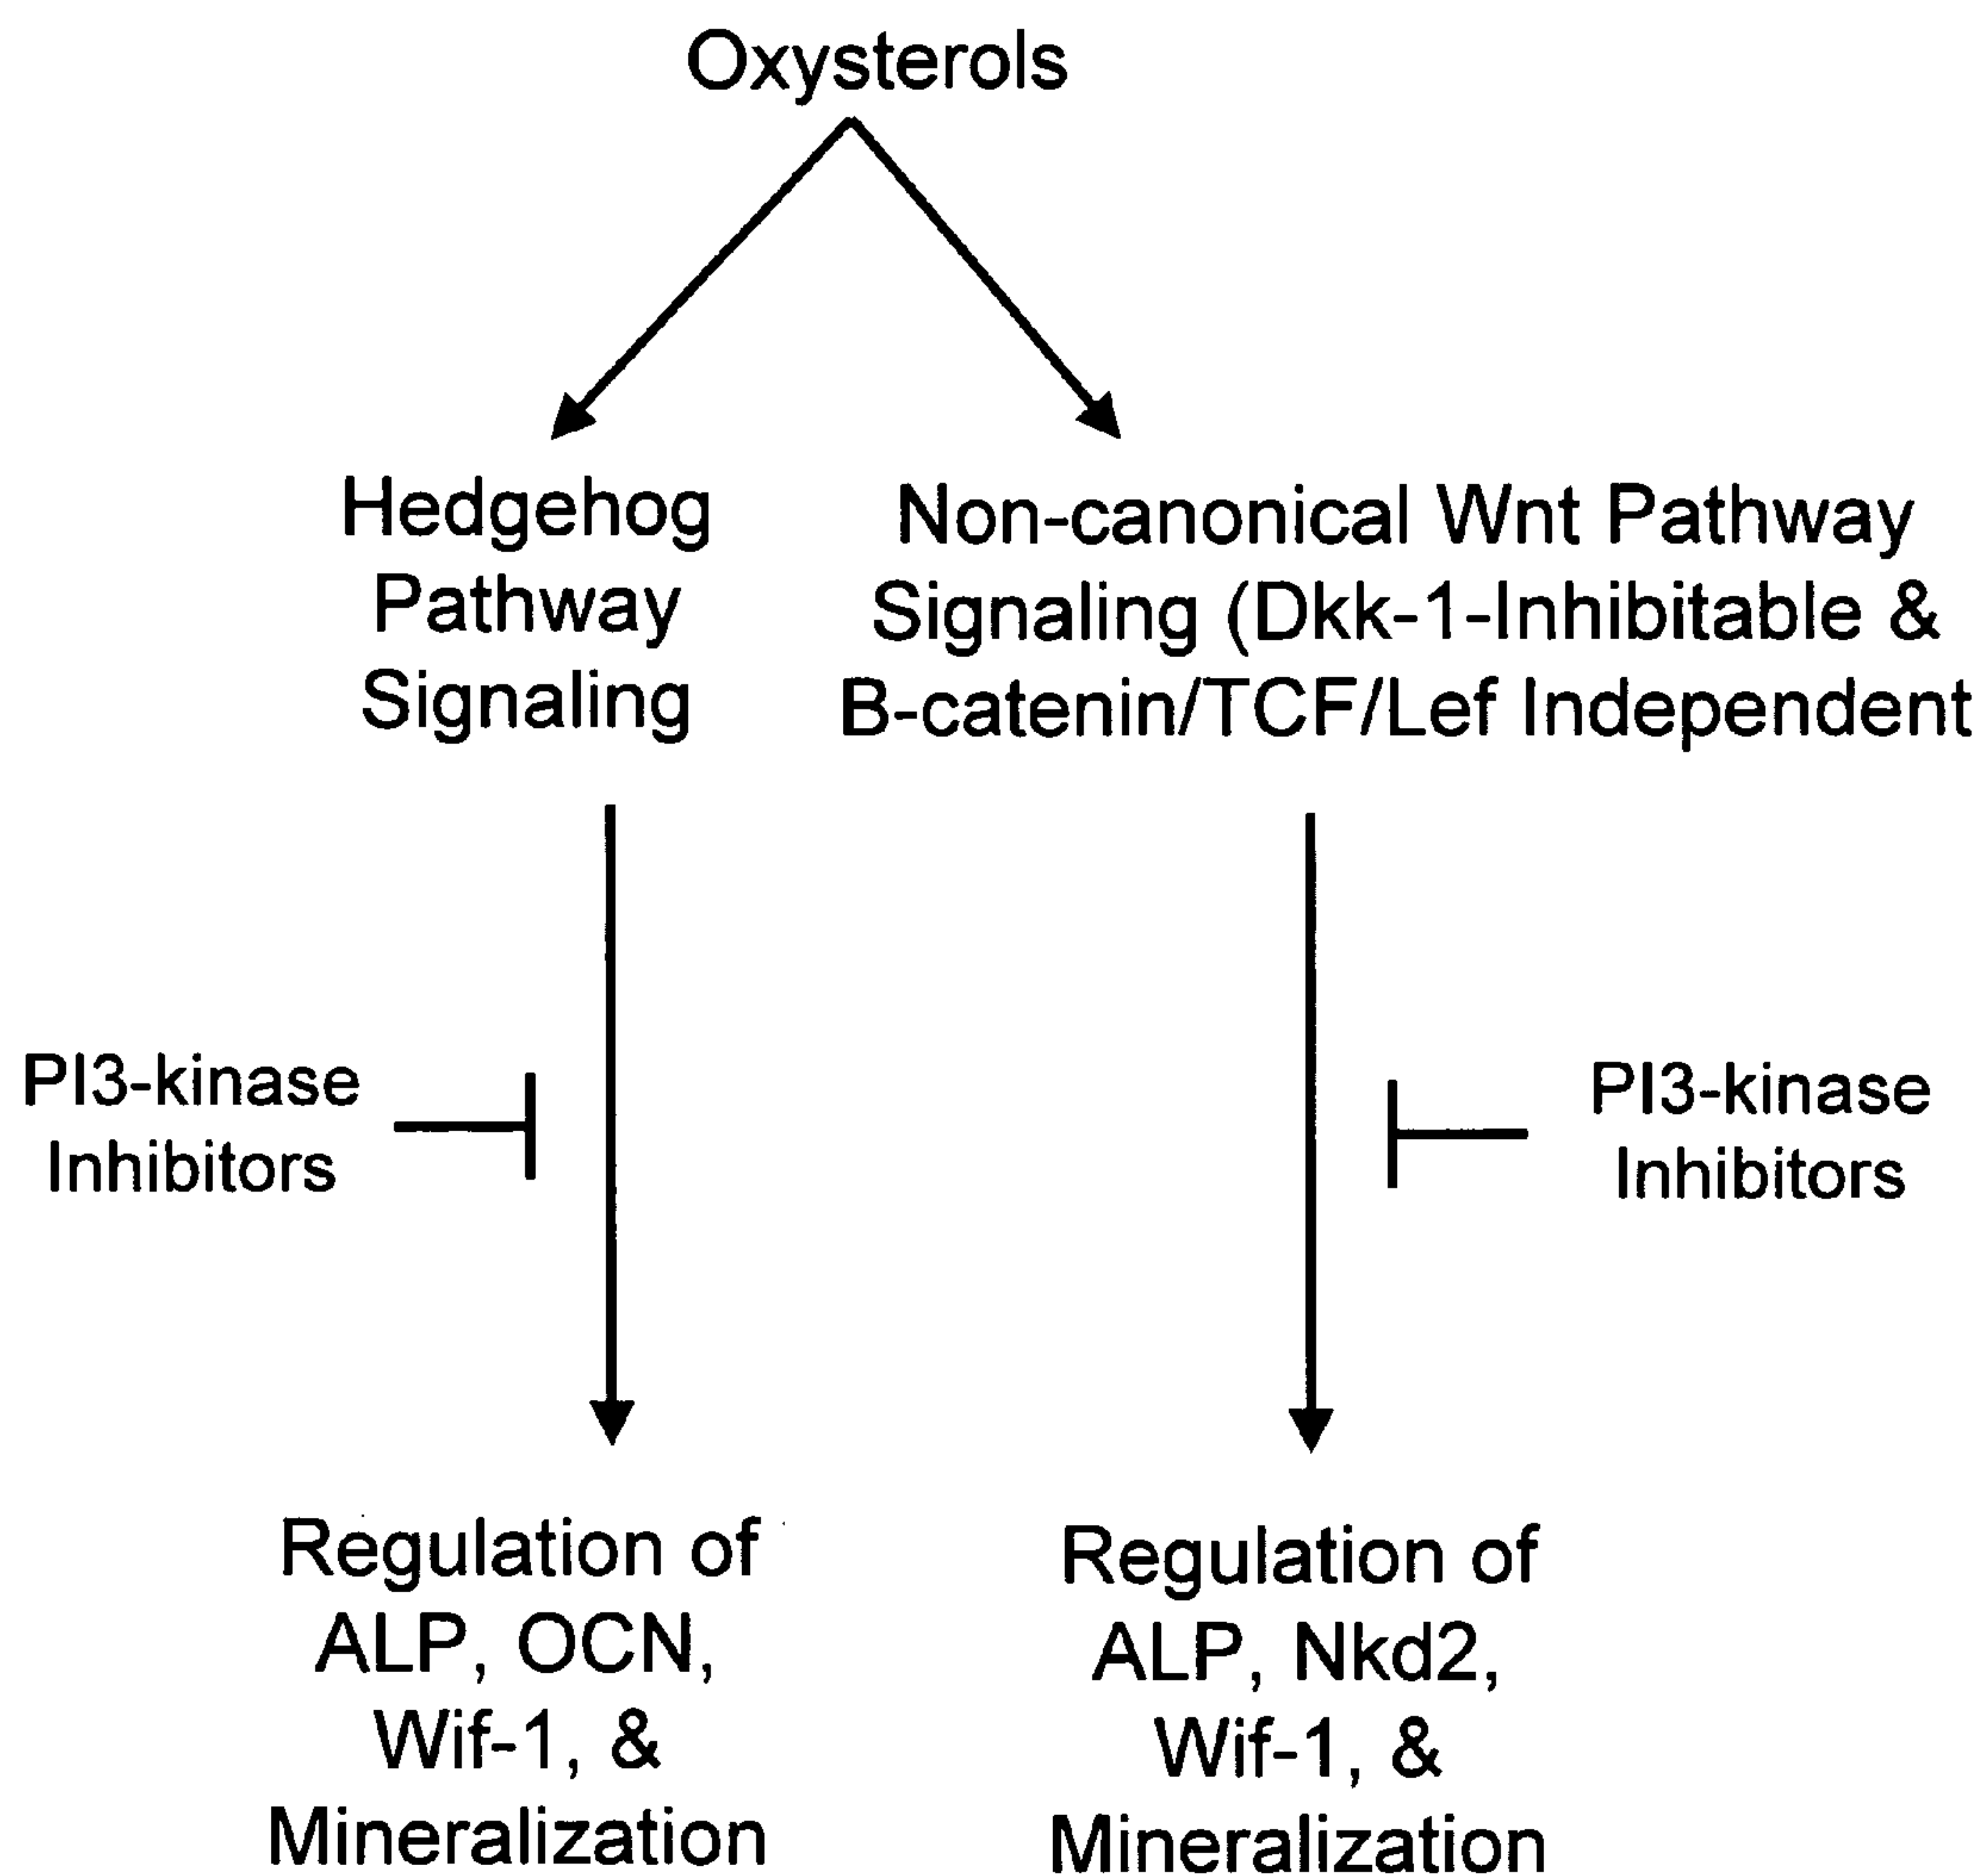 Oxysterols
Hedgehog
Pathway
Signaling
Non-canonical Wnt Pathway
Signaling (Dkk-1-Inhibitable &
B-catenin/TCF/Lef Independent
PI3-kinase
Inhibitors
PI3-kinase
Inhibitors
Regulation of
ALP, OCN,
Wif-1, &
Mineralization
Regulation of
ALP, Nkd2,
Wif-1, &
Mineralization